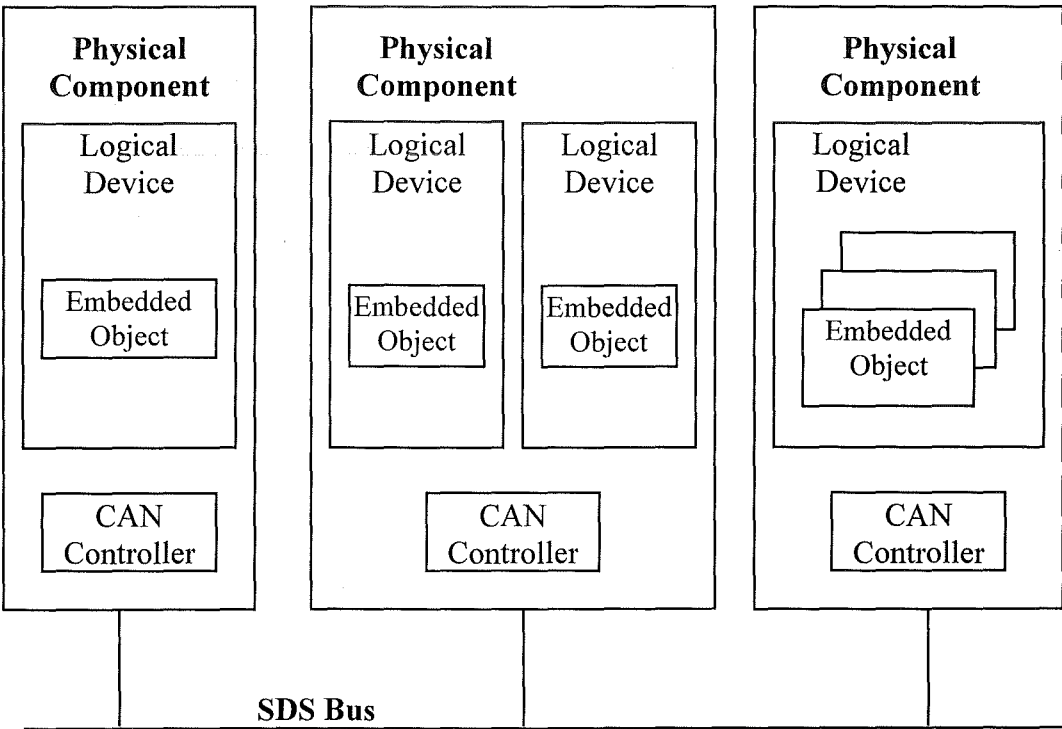 Physical
Component
Logical
Device
Embedded
Object
CAN
Controller
Physical
Component
Logical
Device
Embedded
Object
Logical
Device
Embedded
Object
CAN
Controller
Physical
Component
Logical
Device
Embedded
Object
CAN
Controller
SDS Bus